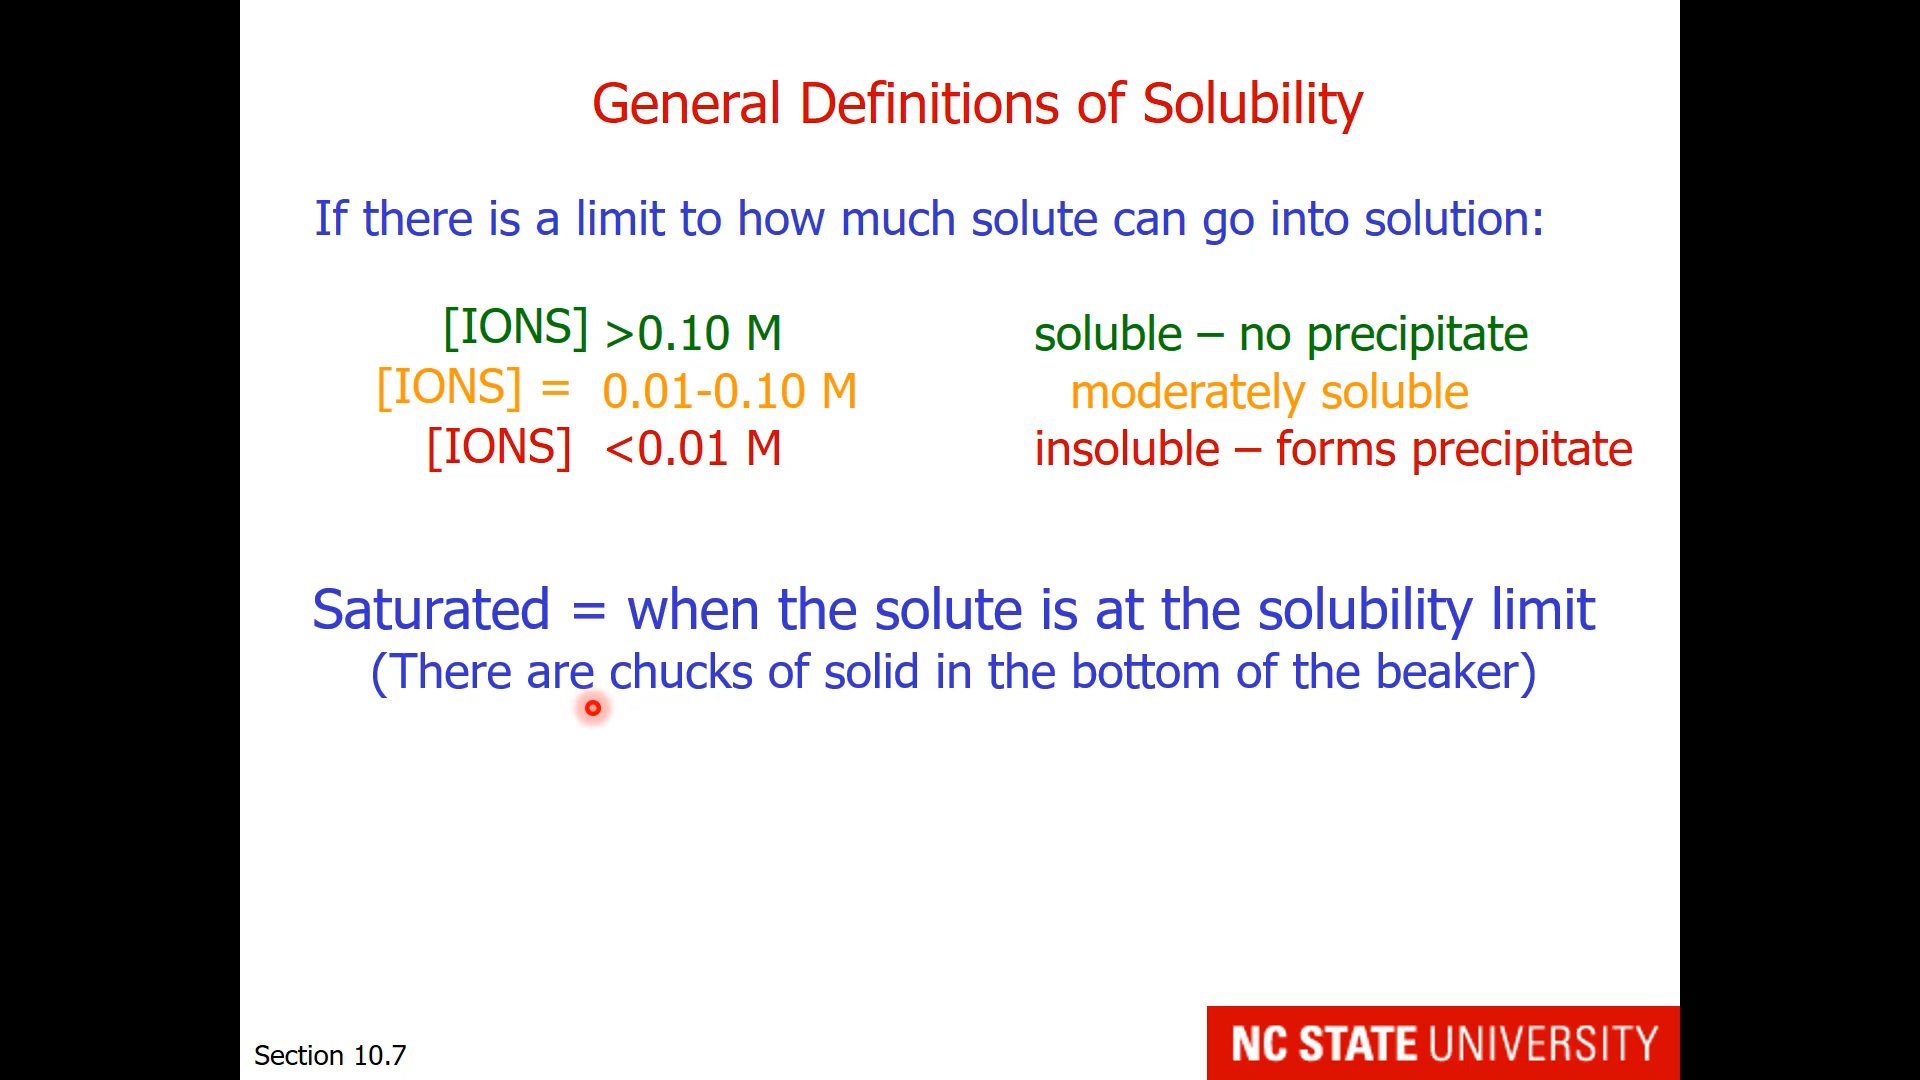 General Definitions of Solubility
If there is a limit to how much solute can go into solution:
[IONS] >0.10 M soluble – no precipitate
[IONS] = 0.01-0.10 M moderately soluble
[IONS] <0.01 M insoluble – forms precipitate
Saturated = when the solute is at the solubility limit
(There are chucks of solid in the bottom of the beaker)
Section 10.7
NC STATE UNIVERSITY